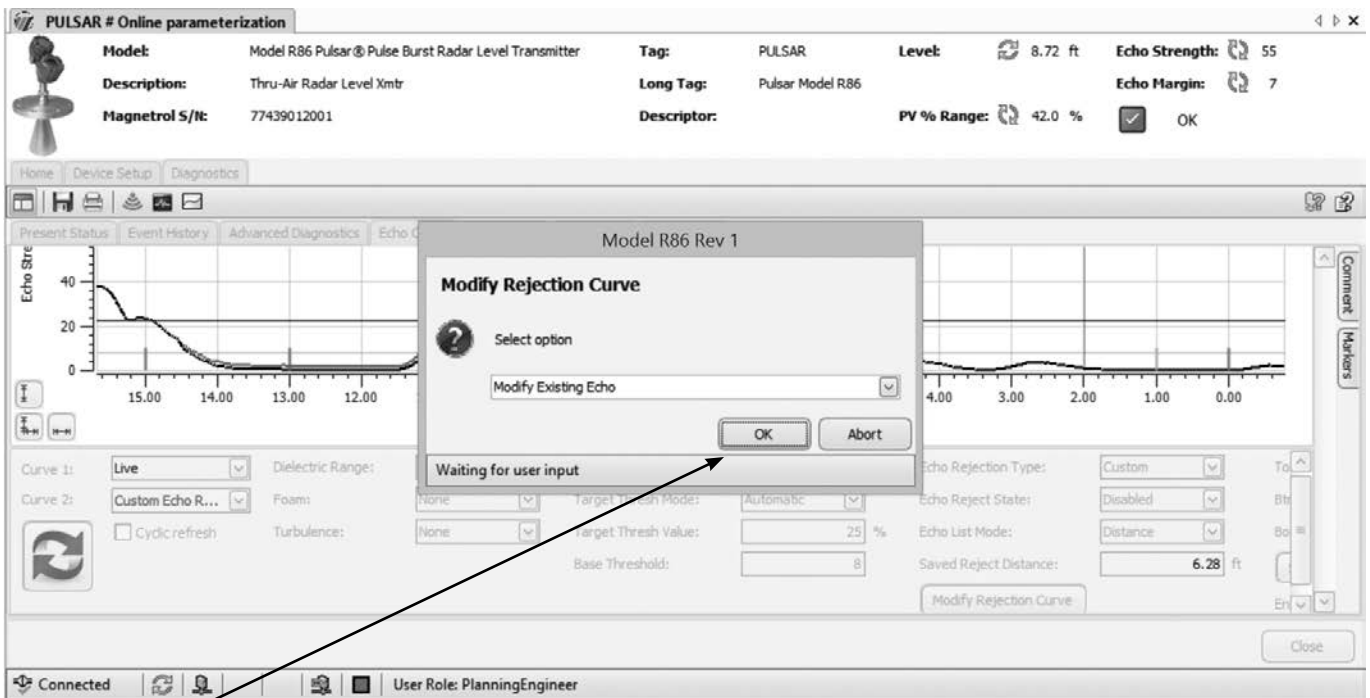 PULSAR # Online parameterization
Model: Model R86 Pulsar® Pulse Burst Radar Level Transmitter Tag: PULSAR Level: 8.72 ft Echo Strength: 55
Description: Thru-Air Radar Level Xmtr Long Tag: Pulsar Model R86 Echo Margin: 7
Magnetrol S/N: 77439012001 Descriptor: PV % Range: 42.0 % OK
Home Device Setup Diagnostics
Present Status Event History Advanced Diagnostics Echo C
Model R86 Rev 1
Modify Rejection Curve
Select option
Modify Existing Echo
OK Abort
Waiting for user input
Echo Stre
40
20
0
15.00 14.00 13.00 12.00 4.00 3.00 2.00 1.00 0.00
Comment
Markers
Curve 1: Live Dielectric Range: Echo Rejection Type: Custom To
Curve 2: Custom Echo R... Foam: None Target Thresh Mode: Automatic Echo Reject State: Disabled Bt
Cyclic refresh Turbulence: None Target Thresh Value: 25 % Echo List Mode: Distance Bo
Base Threshold: 8 Saved Reject Distance: 6.28 ft
Modify Rejection Curve En
Close
Connected User Role: PlanningEngineer